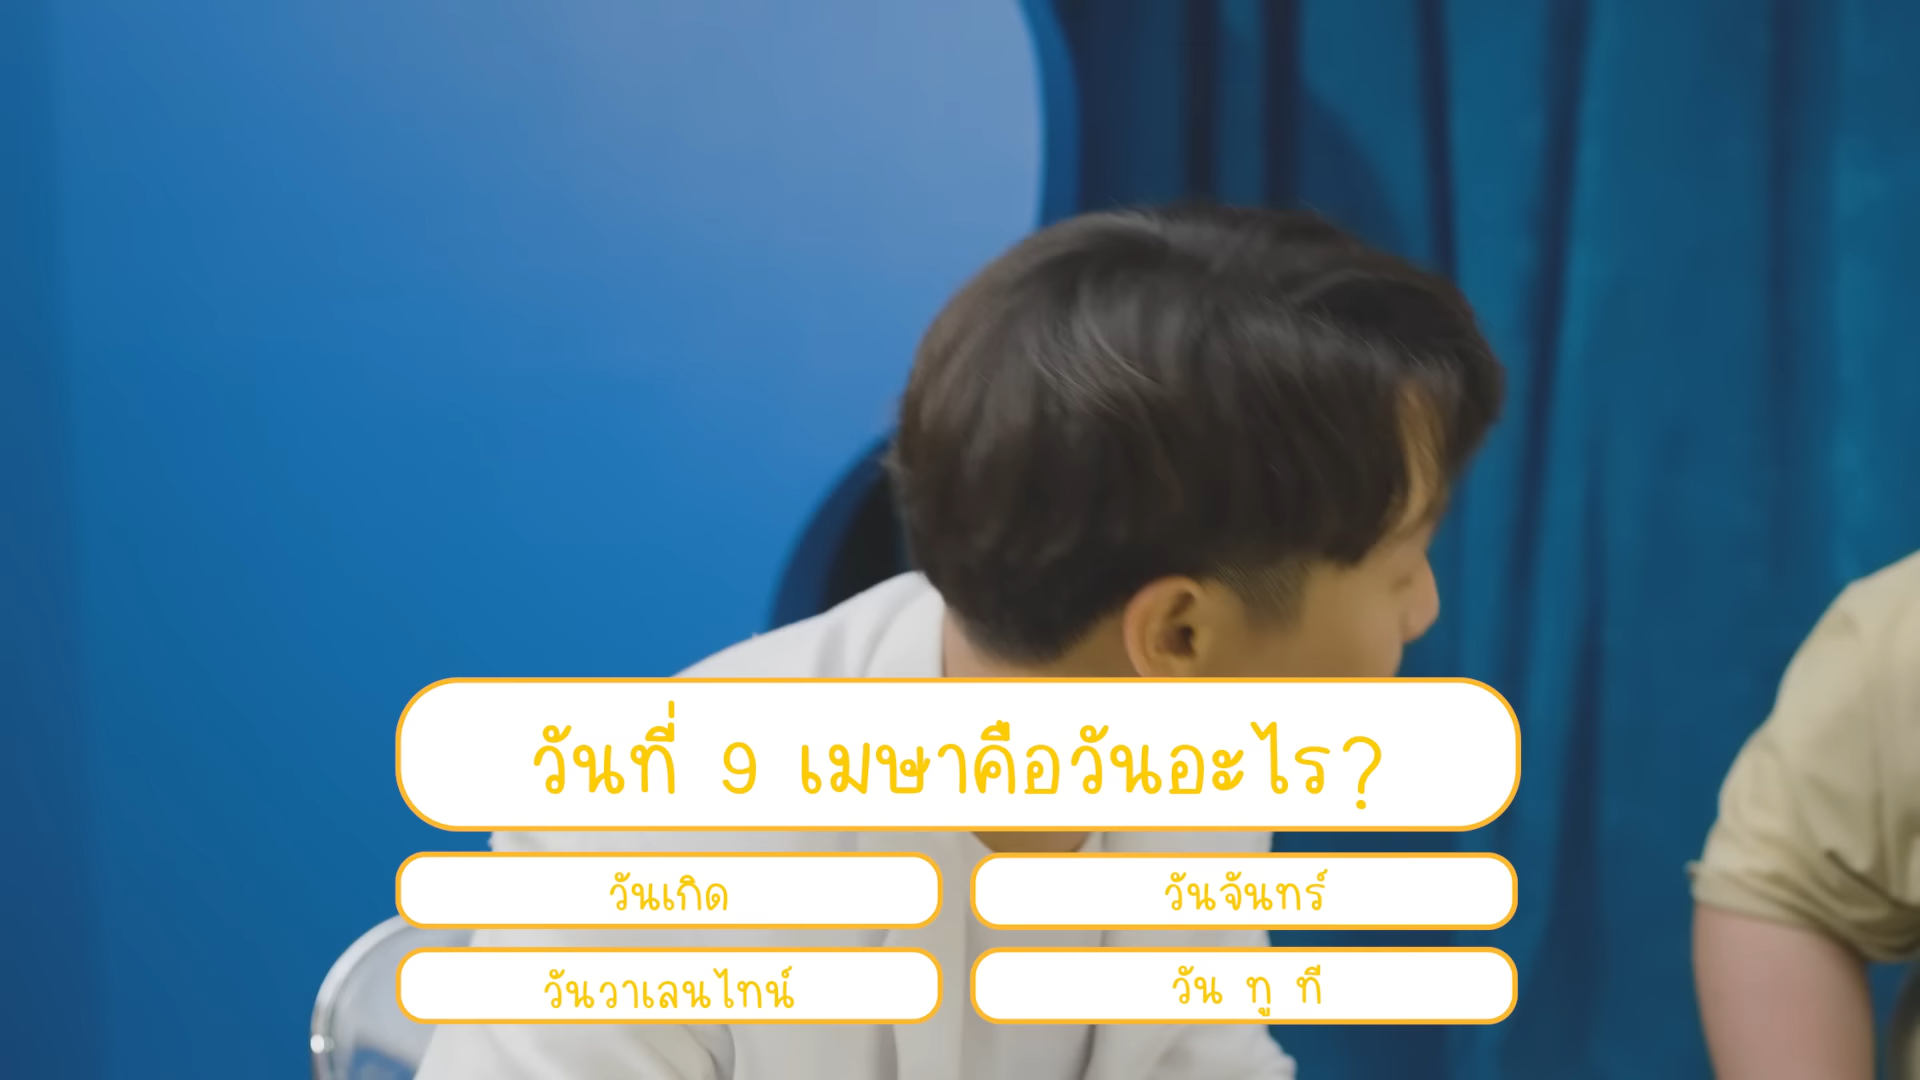 วันที่ 9 เมษาคือวันอะไร?
วันเกิด
วันจันทร์
วันวาเลนไทน์
วัน ทู ที